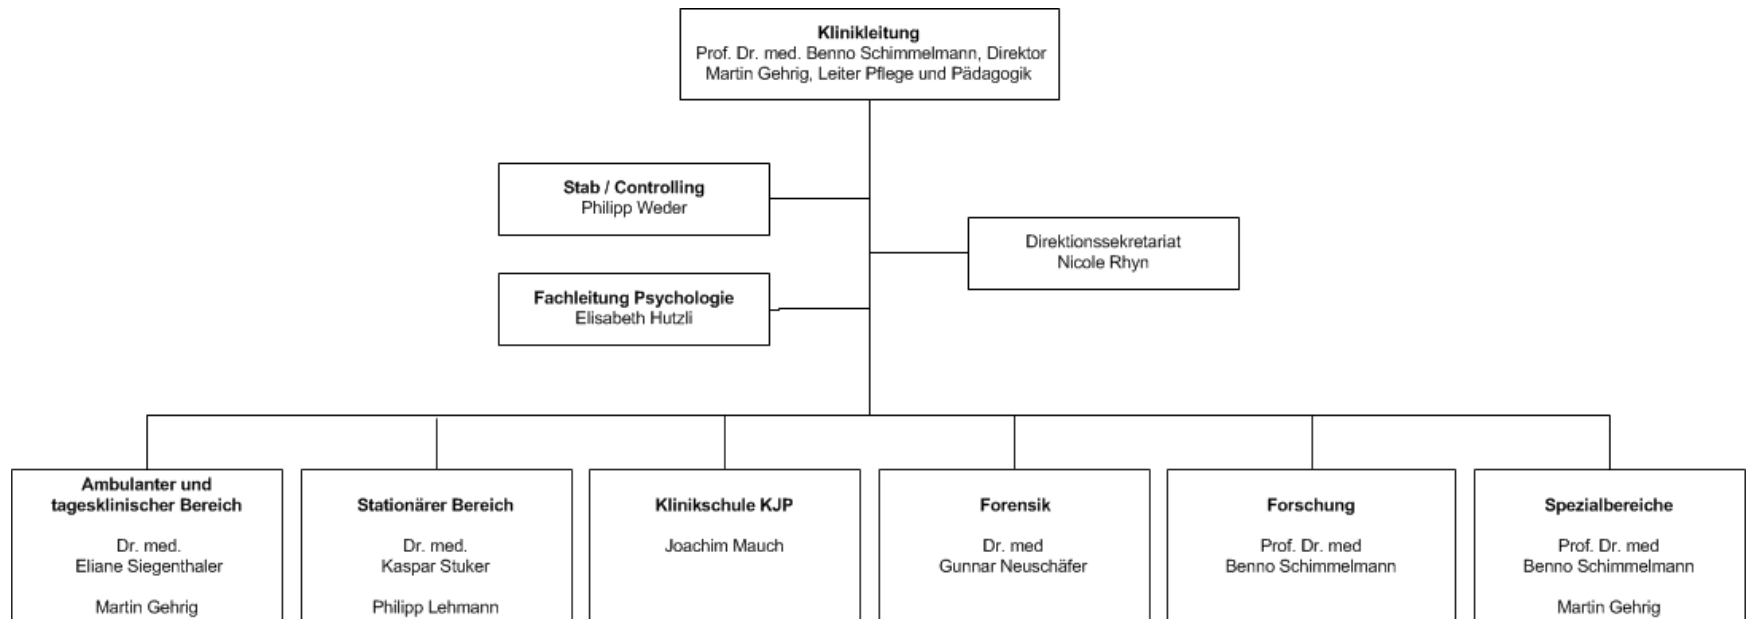 Klinikleitung
Prof. Dr. med. Benno Schimmelmann, Direktor
Martin Gehrig, Leiter Pflege und Pädagogik
Stab / Controlling
Philipp Weder
Direktionssekretariat
Nicole Rhyn
Fachleitung Psychologie
Elisabeth Hutzli
Ambulanter und
tagesklinischer Bereich
Dr. med.
Eliane Siegenthaler
Martin Gehrig
Stationärer Bereich
Dr. med.
Kaspar Stuker
Philipp Lehmann
Klinikschule KJP
Joachim Mauch
Forensik
Dr. med
Gunnar Neuschäfer
Forschung
Prof. Dr. med
Benno Schimmelmann
Spezialbereiche
Prof. Dr. med
Benno Schimmelmann
Martin Gehrig